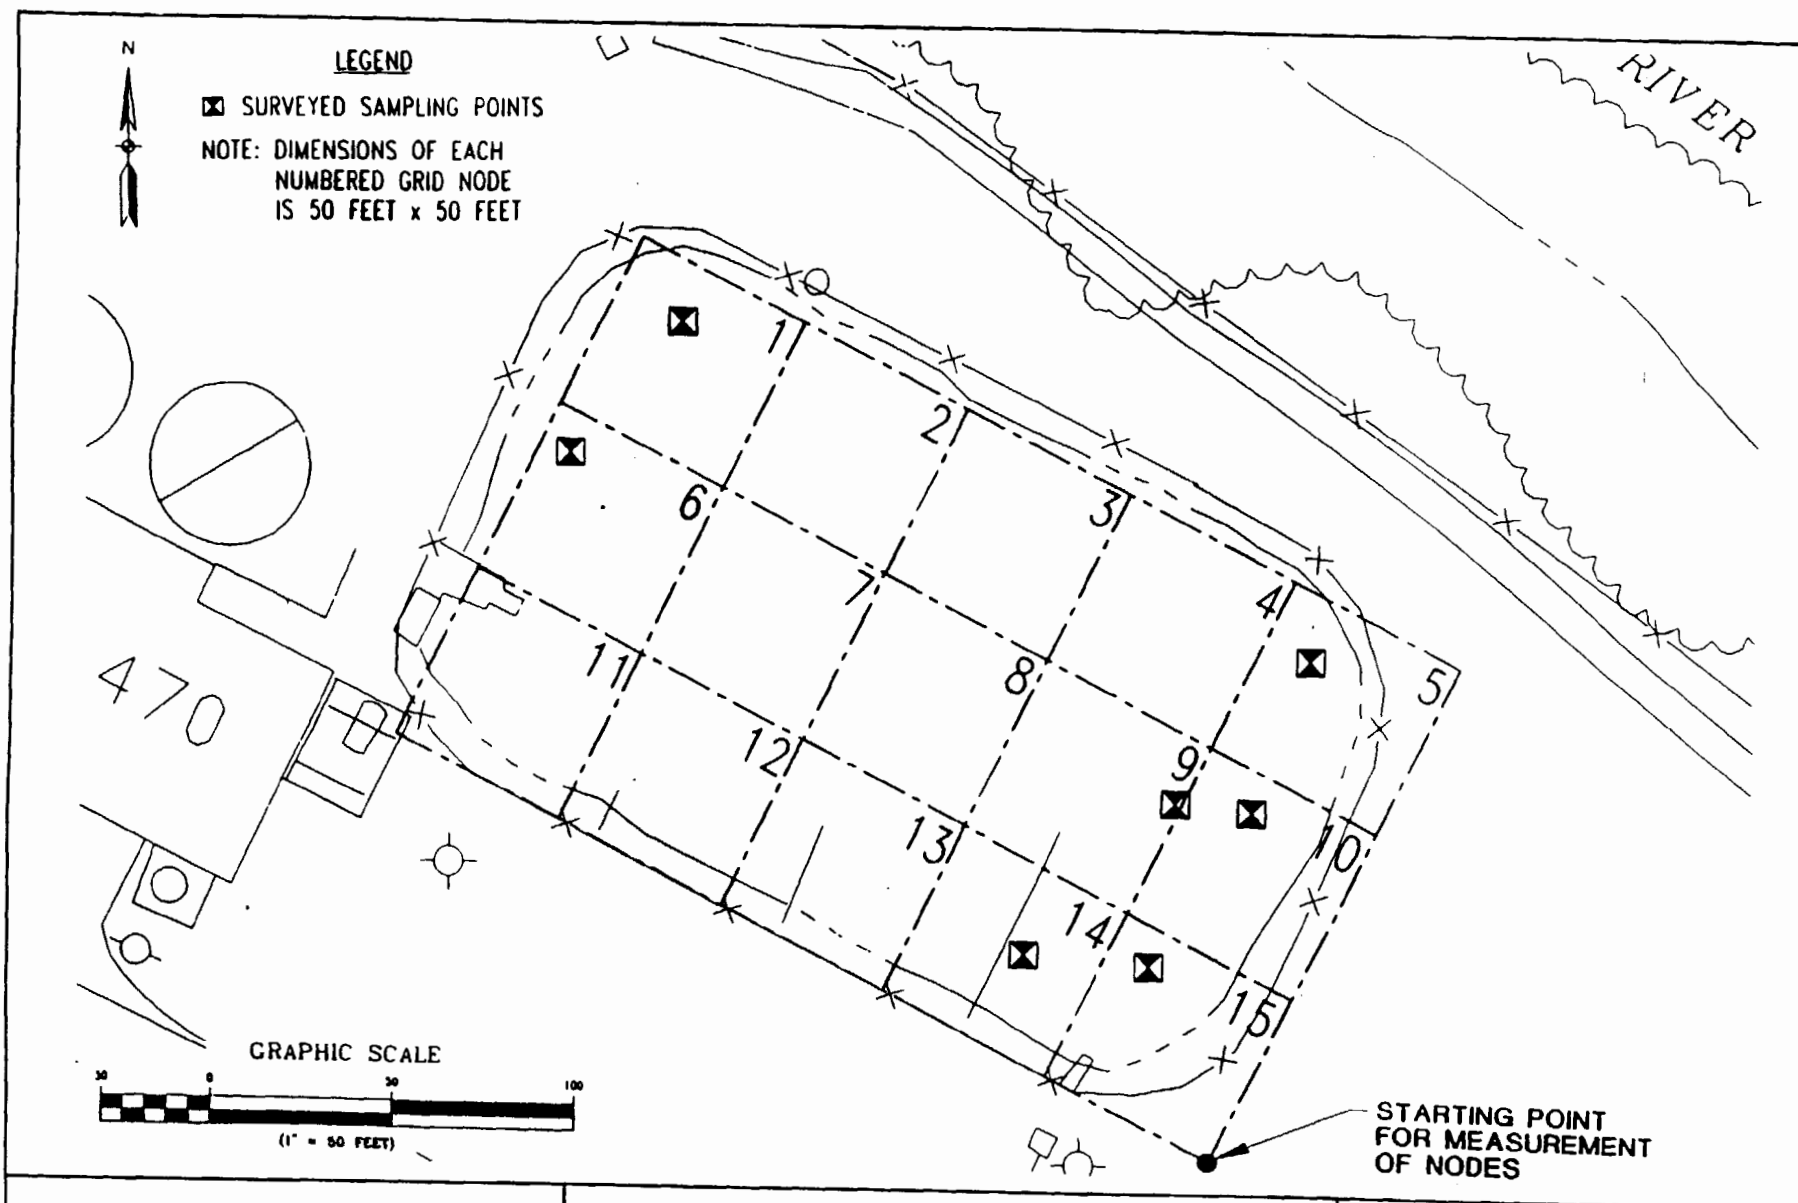 N
LEGEND
SURVEYED SAMPLING POINTS
NOTE: DIMENSIONS OF EACH
NUMBERED GRID NODE
IS 50 FEET x 50 FEET
RIVER
1
2
3
4
5
6
7
8
9
10
11
12
13
14
15
470
GRAPHIC SCALE
0
50
100
(1" = 50 FEET)
STARTING POINT
FOR MEASUREMENT
OF NODES